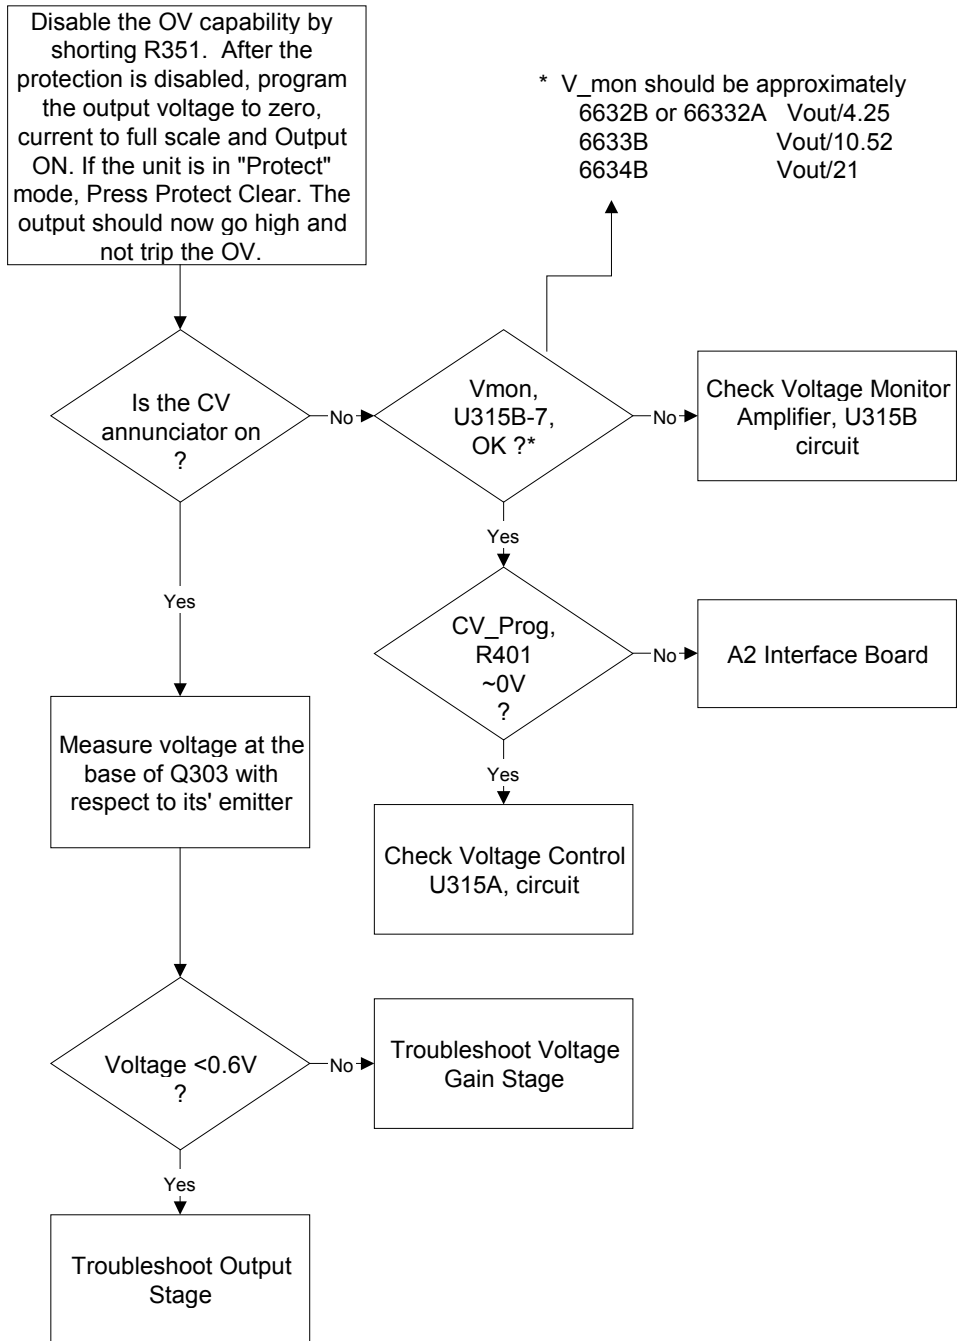 Disable the OV capability by
shorting R351. After the
protection is disabled, program
the output voltage to zero,
current to full scale and Output
ON. If the unit is in "Protect"
mode, Press Protect Clear. The
output should now go high and
not trip the OV.
* V_mon should be approximately
6632B or 66332A Vout/4.25
6633B Vout/10.52
6634B Vout/21
Is the CV
annunciator on
?
No
Vmon,
U315B-7,
OK ?*
No
Check Voltage Monitor
Amplifier, U315B
circuit
Yes
Yes
CV_Prog,
R401
~0V
?
No
A2 Interface Board
Measure voltage at the
base of Q303 with
respect to its' emitter
Yes
Check Voltage Control
U315A, circuit
Voltage <0.6V
?
No
Troubleshoot Voltage
Gain Stage
Yes
Troubleshoot Output
Stage